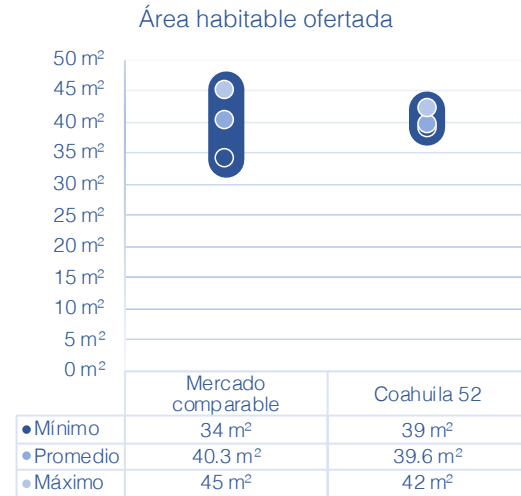 Área habitable ofertada
50 m²
45 m²
40 m²
35 m²
30 m²
25 m²
20 m²
15 m²
10 m²
5 m²
0 m²
Mercado comparable
Coahuila 52
Mínimo 34 m² 39 m²
Promedio 40.3 m² 39.6 m²
Máximo 45 m² 42 m²